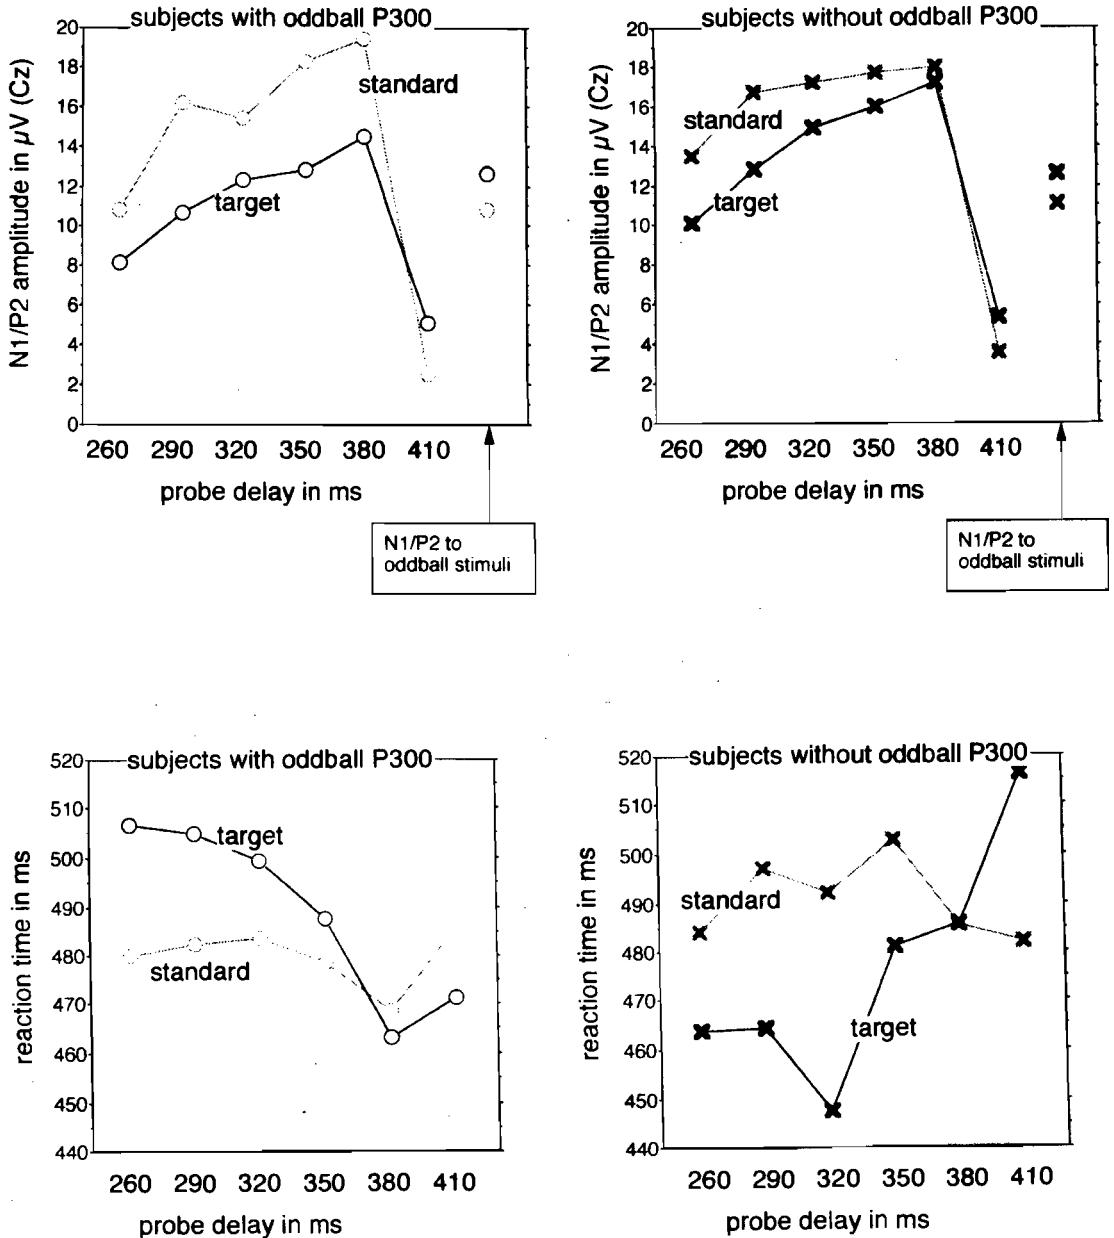 subjects with oddball P300
N1/P2 amplitude in µV (Cz)
20
18
16
14
12
10
8
6
4
2
0
standard
target
260 290 320 350 380 410
probe delay in ms
N1/P2 to
oddball stimuli
subjects without oddball P300
N1/P2 amplitude in µV (Cz)
20
18
16
14
12
10
8
6
4
2
0
standard
target
260 290 320 350 380 410
probe delay in ms
N1/P2 to
oddball stimuli
subjects with oddball P300
reaction time in ms
520
510
500
490
480
470
460
450
440
target
standard
260 290 320 350 380 410
probe delay in ms
subjects without oddball P300
reaction time in ms
520
510
500
490
480
470
460
450
440
standard
target
260 290 320 350 380 410
probe delay in ms